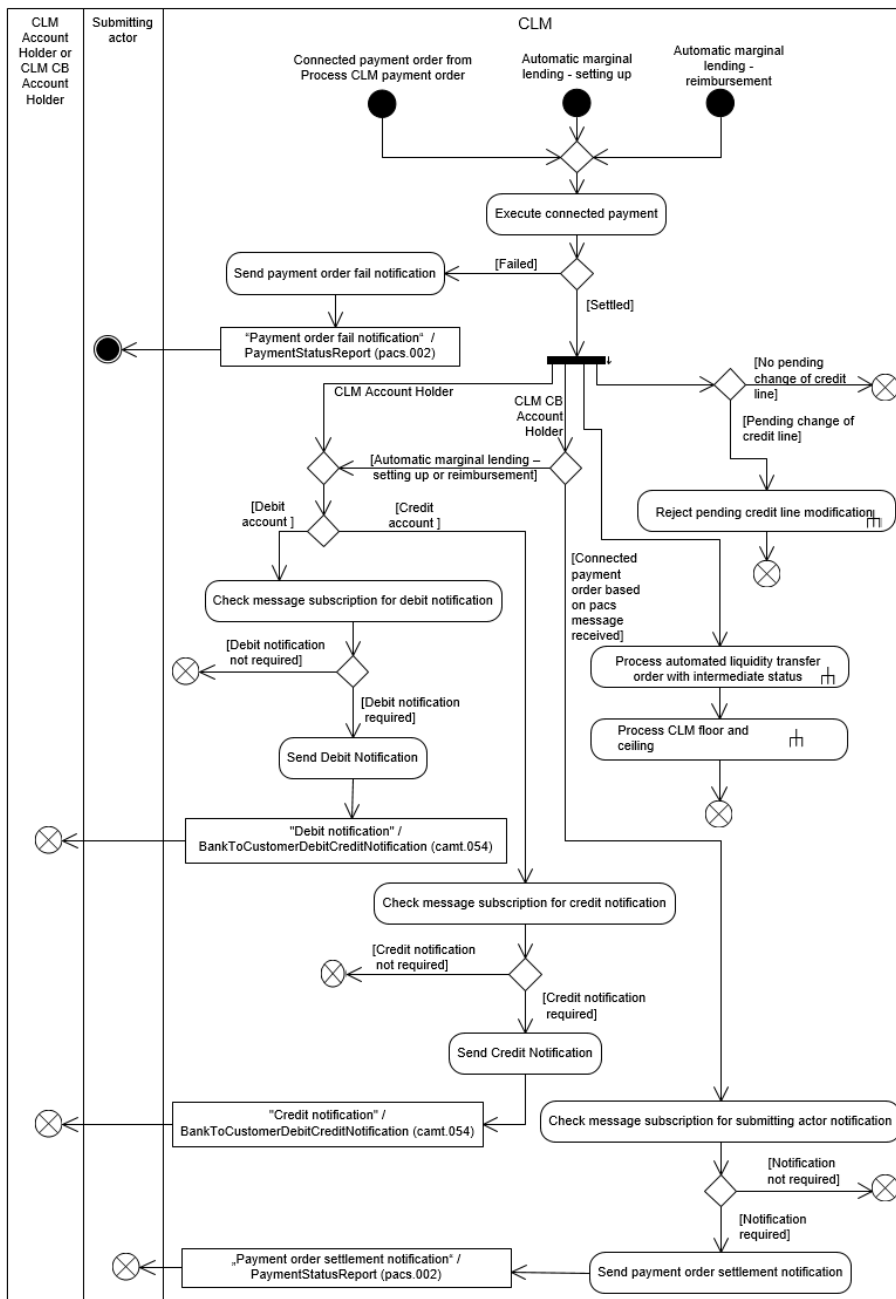 CLM
Account
Holder or
CLM CB
Account
Holder
Submitting
actor
CLM
Connected payment order from
Process CLM payment order
Automatic marginal
lending - setting up
Automatic marginal
lending -
reimbursement
Execute connected payment
[Failed]
Send payment order fail notification
[Settled]
“Payment order fail notification“ /
PaymentStatusReport (pacs.002)
[No pending
change of credit
line]
CLM Account Holder
CLM CB
Account
Holder
[Pending change of
credit line]
[Automatic marginal lending –
setting up or reimbursement]
[Debit
account ]
[Credit
account ]
Reject pending credit line modification
[Connected
payment
order based
on pacs
message
received]
Check message subscription for debit notification
[Debit notification
not required]
Process automated liquidity transfer
order with intermediate status
[Debit notification
required]
Process CLM floor and
ceiling
Send Debit Notification
"Debit notification" /
BankToCustomerDebitCreditNotification (camt.054)
Check message subscription for credit notification
[Credit notification
not required]
[Credit notification
required]
Send Credit Notification
"Credit notification" /
BankToCustomerDebitCreditNotification (camt.054)
Check message subscription for submitting actor notification
[Notification
not required]
[Notification
required]
„Payment order settlement notification“ /
PaymentStatusReport (pacs.002)
Send payment order settlement notification